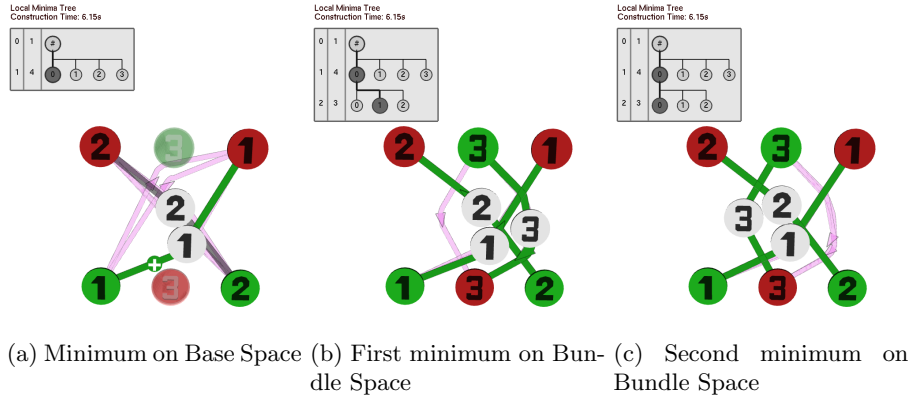 Local Minima Tree
Construction Time: 6.15s
0 1 #
1 4 0 1 2 3
2 3 1
2
1
1 3 2
(a) Minimum on Base Space
Local Minima Tree
Construction Time: 6.15s
0 1 #
1 4 0 1 2 3
2 3 0 1 2
2 3 1
2
3
1
1 3 2
(b) First minimum on Bun-
dle Space
Local Minima Tree
Construction Time: 6.15s
0 1 #
1 4 0 1 2 3
2 3 0 1 2
2 3 1
2
3
1
1 3 2
(c) Second minimum on
Bundle Space